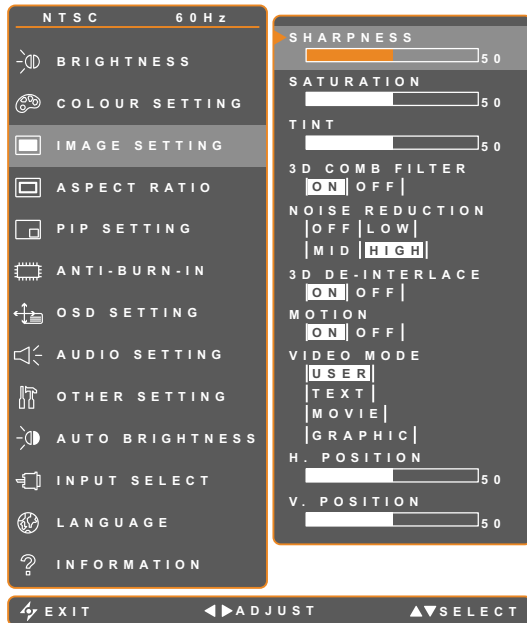 NTSC 60Hz
BRIGHTNESS
COLOUR SETTING
IMAGE SETTING
ASPECT RATIO
PIP SETTING
ANTI-BURN-IN
OSD SETTING
AUDIO SETTING
OTHER SETTING
AUTO BRIGHTNESS
INPUT SELECT
LANGUAGE
INFORMATION
SHARPNESS
50
SATURATION
50
TINT
50
3D COMB FILTER
ON OFF
NOISE REDUCTION
OFF LOW
MID HIGH
3D DE-INTERLACE
ON OFF
MOTION
ON OFF
VIDEO MODE
USER
TEXT
MOVIE
GRAPHIC
H. POSITION
50
V. POSITION
50
EXIT ADJUST SELECT